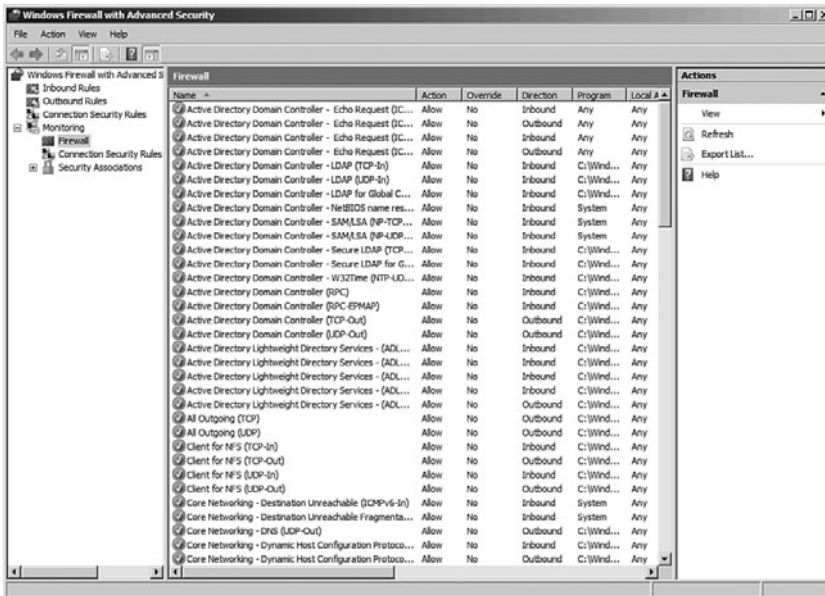 Windows Firewall with Advanced Security
File Action View Help
Windows Firewall with Advanced S
Inbound Rules
Outbound Rules
Connection Security Rules
Monitoring
Firewall
Connection Security Rules
Security Associations
Firewall
Name Action Override Direction Program Local A
Active Directory Domain Controller - Echo Request (IC... Allow No Inbound Any Any
Active Directory Domain Controller - Echo Request (IC... Allow No Outbound Any Any
Active Directory Domain Controller - Echo Request (IC... Allow No Inbound Any Any
Active Directory Domain Controller - Echo Request (IC... Allow No Outbound Any Any
Active Directory Domain Controller - LDAP (TCP-In) Allow No Inbound C:\Wind... Any
Active Directory Domain Controller - LDAP (UDP-In) Allow No Inbound C:\Wind... Any
Active Directory Domain Controller - LDAP for Global C... Allow No Inbound C:\Wind... Any
Active Directory Domain Controller - NetBIOS name res... Allow No Inbound System Any
Active Directory Domain Controller - SAM/LSA (NP-TCP... Allow No Inbound System Any
Active Directory Domain Controller - SAM/LSA (NP-UDP... Allow No Inbound System Any
Active Directory Domain Controller - Secure LDAP (TCP... Allow No Inbound C:\Wind... Any
Active Directory Domain Controller - Secure LDAP for G... Allow No Inbound C:\Wind... Any
Active Directory Domain Controller - W32Time (NTP-UD... Allow No Inbound C:\Wind... Any
Active Directory Domain Controller (RPC) Allow No Inbound C:\Wind... Any
Active Directory Domain Controller (RPC-EPMAP) Allow No Inbound C:\Wind... Any
Active Directory Domain Controller (TCP-Out) Allow No Outbound C:\Wind... Any
Active Directory Domain Controller (UDP-Out) Allow No Outbound C:\Wind... Any
Active Directory Lightweight Directory Services - (ADL... Allow No Inbound C:\Wind... Any
Active Directory Lightweight Directory Services - (ADL... Allow No Inbound C:\Wind... Any
Active Directory Lightweight Directory Services - (ADL... Allow No Inbound C:\Wind... Any
Active Directory Lightweight Directory Services - (ADL... Allow No Inbound C:\Wind... Any
Active Directory Lightweight Directory Services - (ADL... Allow No Outbound C:\Wind... Any
All Outgoing (TCP) Allow No Outbound C:\Wind... Any
All Outgoing (UDP) Allow No Outbound C:\Wind... Any
Client for NFS (TCP-In) Allow No Inbound C:\Wind... Any
Client for NFS (TCP-Out) Allow No Outbound C:\Wind... Any
Client for NFS (UDP-In) Allow No Inbound C:\Wind... Any
Client for NFS (UDP-Out) Allow No Outbound C:\Wind... Any
Core Networking - Destination Unreachable (ICMPv6-In) Allow No Inbound System Any
Core Networking - Destination Unreachable Fragmenta... Allow No Inbound System Any
Core Networking - DNS (UDP-Out) Allow No Outbound C:\Wind... Any
Core Networking - Dynamic Host Configuration Protoco... Allow No Inbound C:\Wind... Any
Core Networking - Dynamic Host Configuration Protoco... Allow No Outbound C:\Wind... Any
Actions
Firewall
View
Refresh
Export List...
Help